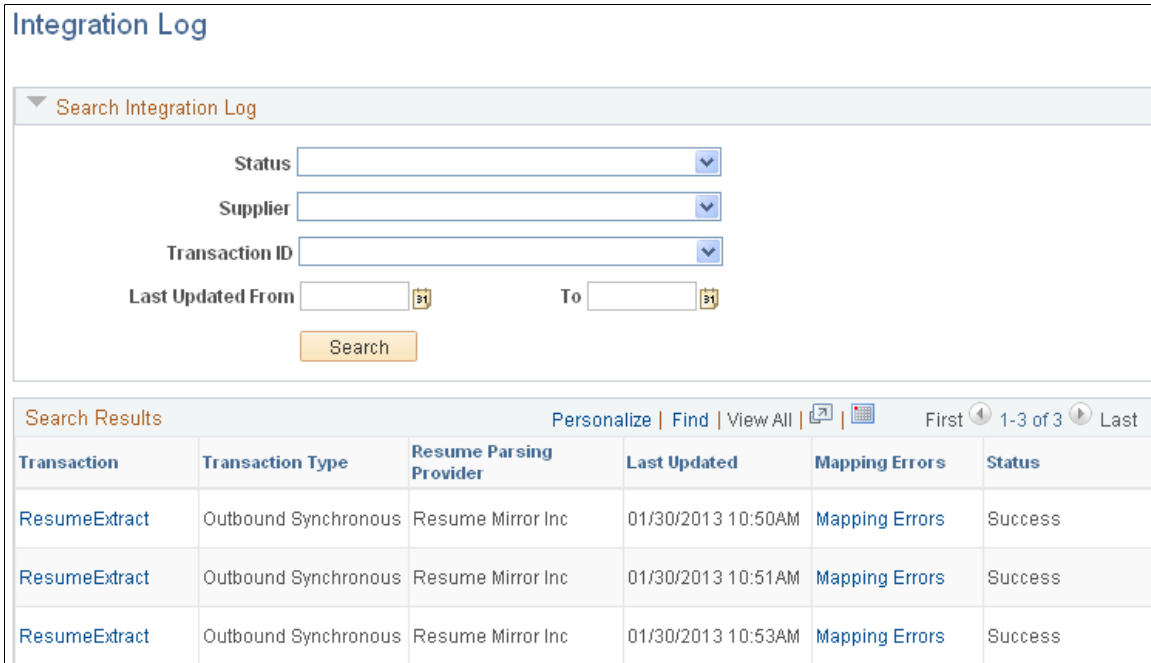 Integration Log
Search Integration Log
Status
Supplier
Transaction ID
Last Updated From 31 To 31
Search
Search Results Personalize | Find | View All | | First 1-3 of 3 Last
Transaction Transaction Type Resume Parsing Provider Last Updated Mapping Errors Status
ResumeExtract Outbound Synchronous Resume Mirror Inc 01/30/2013 10:50AM Mapping Errors Success
ResumeExtract Outbound Synchronous Resume Mirror Inc 01/30/2013 10:51AM Mapping Errors Success
ResumeExtract Outbound Synchronous Resume Mirror Inc 01/30/2013 10:53AM Mapping Errors Success